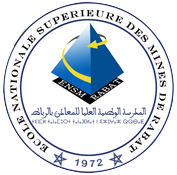 ECOLE NATIONALE SUPERIEURE DES MINES DE RABAT
ENSM RABAT
المدرسة الوطنية العليا للمعادن بالرباط
1972